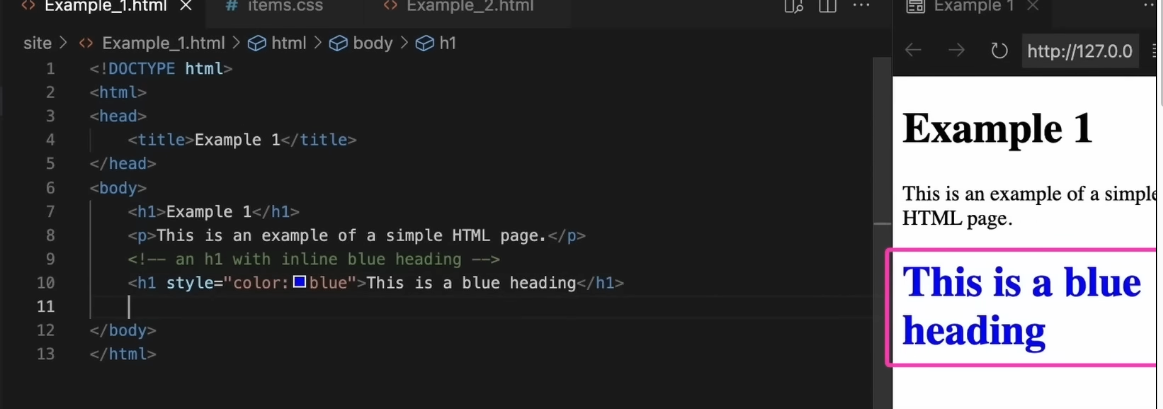 <> Example_1.html × # items.css <> Example_2.html ...
site > <> Example_1.html > html > body > h1
1 <!DOCTYPE html>
2 <html>
3 <head>
4 <title>Example 1</title>
5 </head>
6 <body>
7 <h1>Example 1</h1>
8 <p>This is an example of a simple HTML page.</p>
9 <!-- an h1 with inline blue heading -->
10 <h1 style="color:blue">This is a blue heading</h1>
11
12 </body>
13 </html>
Example 1 ×
http://127.0.0
Example 1
This is an example of a simple
HTML page.
This is a blue
heading